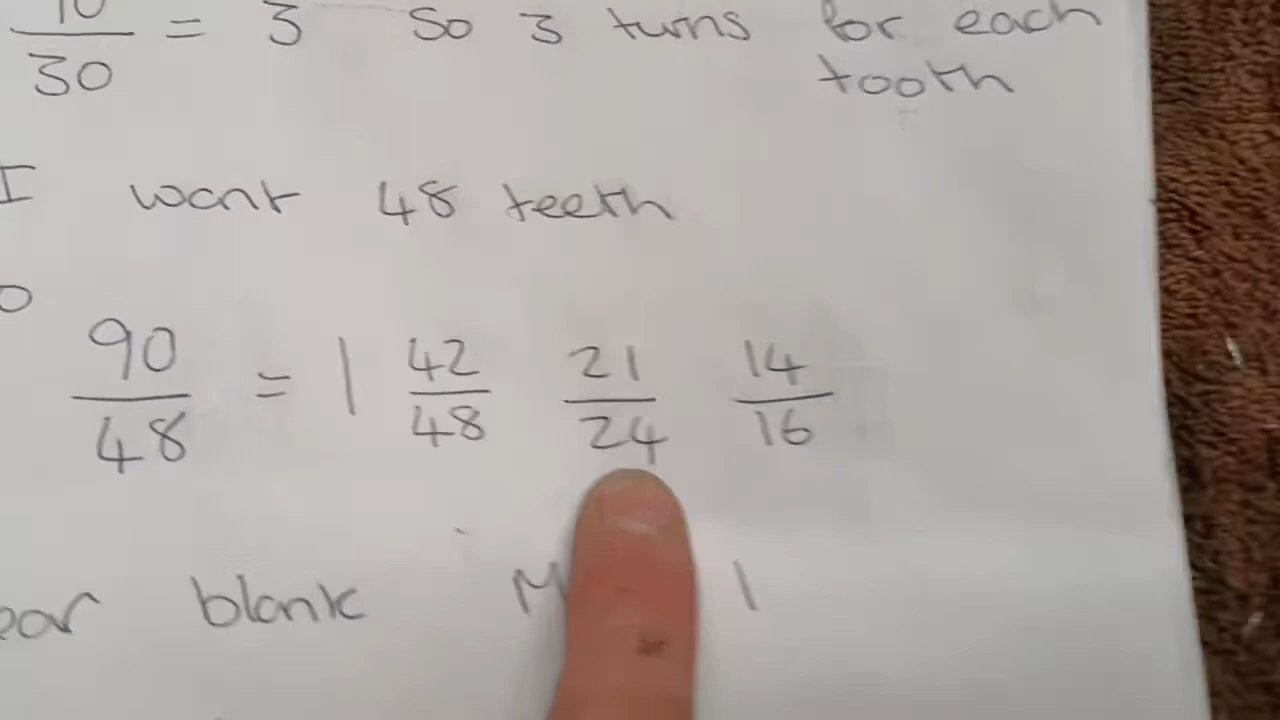 = 3 So 3 turns for each
30 tooth
I want 48 teeth
90 = 1 42 21 14
48 48 24 16
blank 1